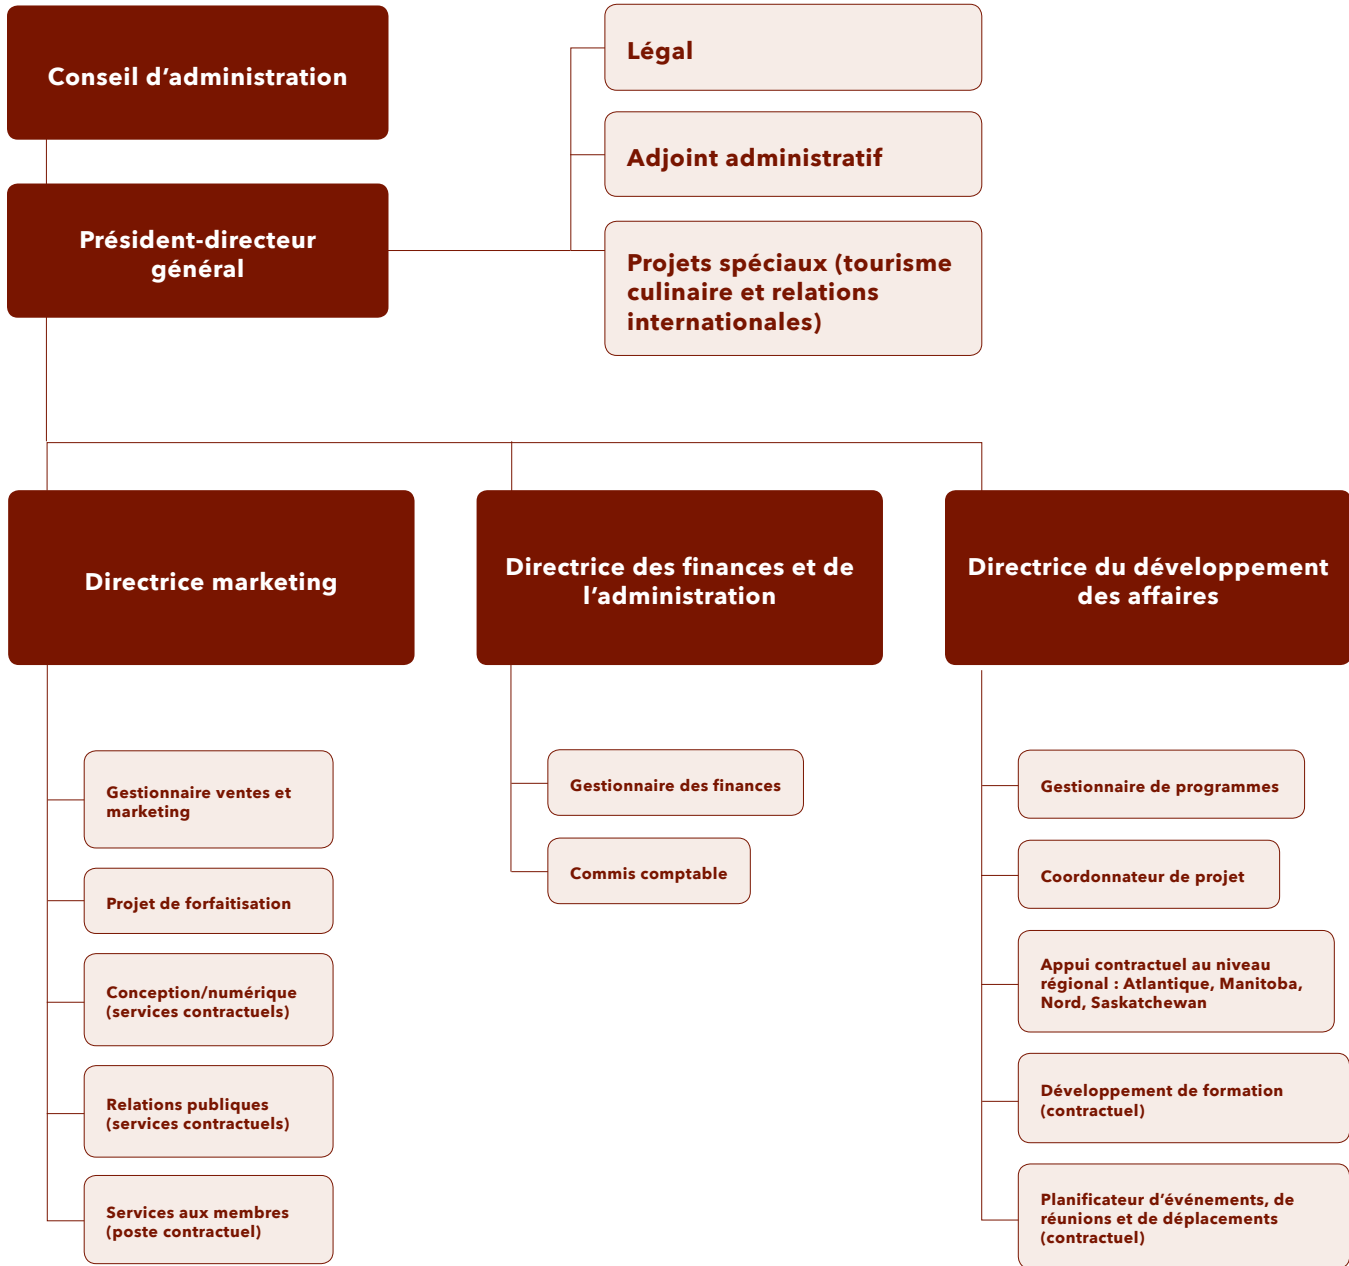 Conseil d’administration
Légal
Adjoint administratif
Président-directeur
général
Projets spéciaux (tourisme
culinaire et relations
internationales)
Directrice marketing
Directrice des finances et de
l’administration
Directrice du développement
des affaires
Gestionnaire ventes et
marketing
Projet de forfaitisation
Conception/numérique
(services contractuels)
Relations publiques
(services contractuels)
Services aux membres
(poste contractuel)
Gestionnaire des finances
Commis comptable
Gestionnaire de programmes
Coordonnateur de projet
Appui contractuel au niveau
régional : Atlantique, Manitoba,
Nord, Saskatchewan
Développement de formation
(contractuel)
Planificateur d’événements, de
réunions et de déplacements
(contractuel)